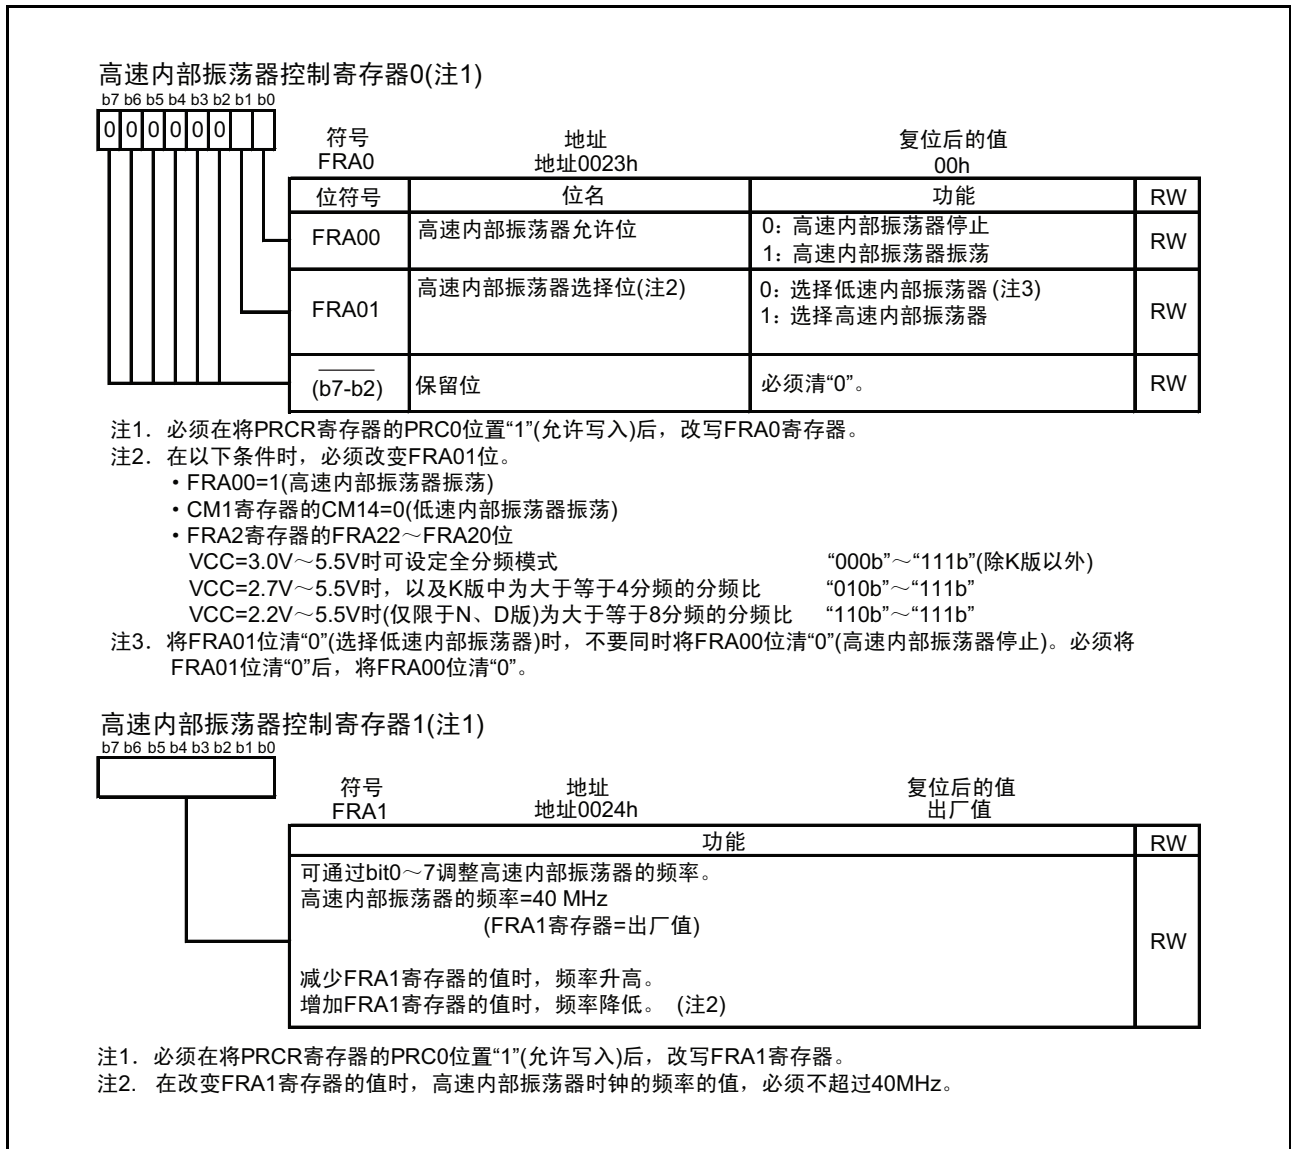 高速内部振荡器控制寄存器0(注1)
b7 b6 b5 b4 b3 b2 b1 b0
0 0 0 0 0 0
符号 地址 复位后的值
FRA0 地址0023h 00h
位符号 位名 功能 RW
FRA00 高速内部振荡器允许位 0：高速内部振荡器停止 RW
1：高速内部振荡器振荡
FRA01 高速内部振荡器选择位(注2) 0：选择低速内部振荡器 (注3) RW
1：选择高速内部振荡器
(b7-b2) 保留位 必须清“0”。 RW
注1．必须在将PRCR寄存器的PRC0位置“1”(允许写入)后，改写FRA0寄存器。
注2．在以下条件时，必须改变FRA01位。
・FRA00=1(高速内部振荡器振荡)
・CM1寄存器的CM14=0(低速内部振荡器振荡)
・FRA2寄存器的FRA22～FRA20位
VCC=3.0V～5.5V时可设定全分频模式 “000b”～“111b”(除K版以外)
VCC=2.7V～5.5V时，以及K版中为大于等于4分频的分频比 “010b”～“111b”
VCC=2.2V～5.5V时(仅限于N、D版)为大于等于8分频的分频比 “110b”～“111b”
注3．将FRA01位清“0”(选择低速内部振荡器)时，不要同时将FRA00位清“0”(高速内部振荡器停止)。必须将
FRA01位清“0”后，将FRA00位清“0”。
高速内部振荡器控制寄存器1(注1)
b7 b6 b5 b4 b3 b2 b1 b0
符号 地址 复位后的值
FRA1 地址0024h 出厂值
功能 RW
可通过bit0～7调整高速内部振荡器的频率。
高速内部振荡器的频率=40 MHz
(FRA1寄存器=出厂值)
RW
减少FRA1寄存器的值时，频率升高。
增加FRA1寄存器的值时，频率降低。 (注2)
注1．必须在将PRCR寄存器的PRC0位置“1”(允许写入)后，改写FRA1寄存器。
注2. 在改变FRA1寄存器的值时，高速内部振荡器时钟的频率的值，必须不超过40MHz。